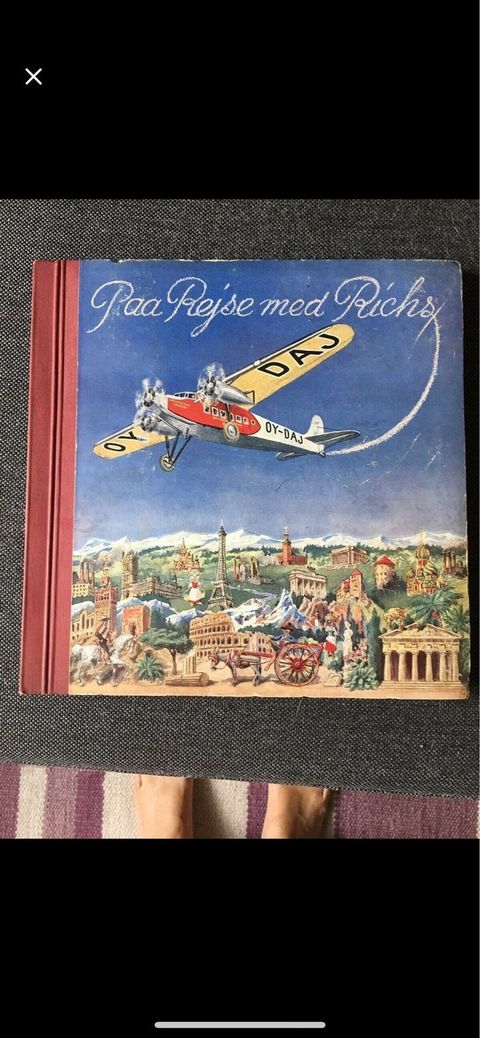 Paa Rejse med Richs
DAJ
OY
OY-DAJ